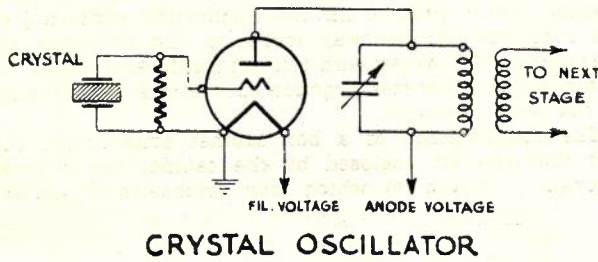 CRYSTAL
TO NEXT
STAGE
FIL. VOLTAGE
ANODE VOLTAGE
CRYSTAL OSCILLATOR